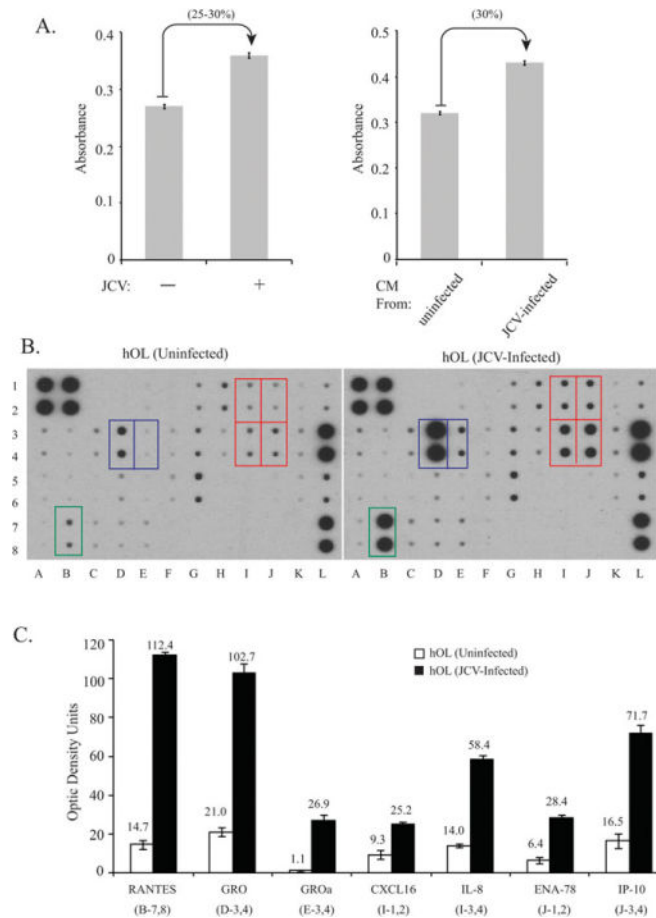 A.
(25-30%)
(30%)
Absorbance
0.4
0.3
0.2
0.1
0
JCV: — +
Absorbance
0.5
0.4
0.3
0.2
0.1
0
CM
From:
uninfected
JCV-infected
B.
hOL (Uninfected)
hOL (JCV-Infected)
1
2
3
4
5
6
7
8
A B C D E F G H I J K L
A B C D E F G H I J K L
C.
Optic Density Units
120
100
80
60
40
20
0
hOL (Uninfected)
hOL (JCV-Infected)
14.7 112.4
21.0 102.7
1.1 26.9
9.3 25.2
14.0 58.4
6.4 28.4
16.5 71.7
RANTES GRO GROa CXCL16 IL-8 ENA-78 IP-10
(B-7,8) (D-3,4) (E-3,4) (I-1,2) (I-3,4) (J-1,2) (J-3,4)